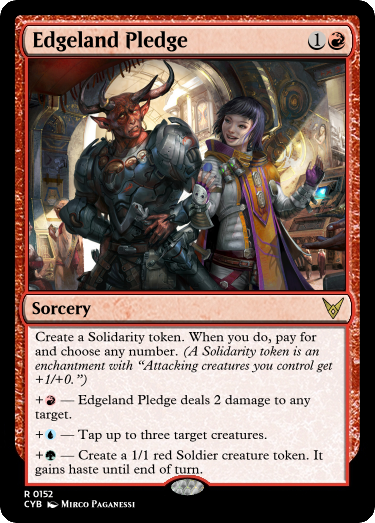 Edgeland Pledge 1
Sorcery
Create a Solidarity token. When you do, pay for
and choose any number. (A Solidarity token is an
enchantment with “Attacking creatures you control get
+1/+0.”)
+ — Edgeland Pledge deals 2 damage to any
target.
+ — Tap up to three target creatures.
+ — Create a 1/1 red Soldier creature token. It
gains haste until end of turn.
R 0152
CYB Mirco Paganessi